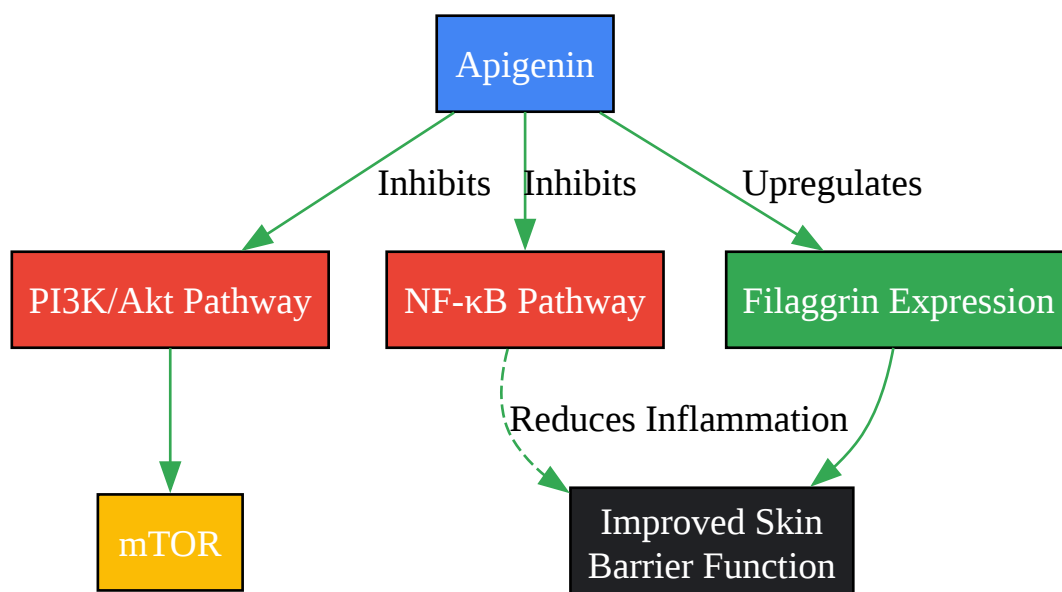 Apigenin
Inhibits
Inhibits
Upregulates
PI3K/Akt Pathway
NF-κB Pathway
Filaggrin Expression
Reduces Inflammation
mTOR
Improved Skin
Barrier Function